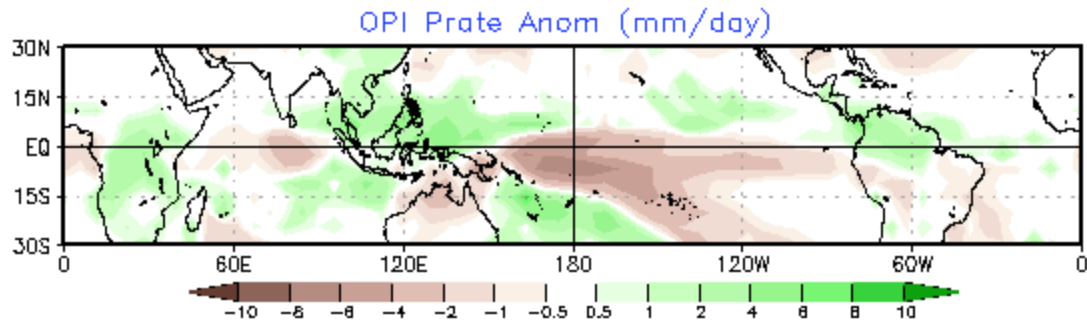 OPI Prate Anom (mm/day)
30N
15N
EQ
15S
30S
0 60E 120E 180 120W 60W 0
-10 -8 -6 -4 -2 -1 -0.5 0.5 1 2 4 6 8 10